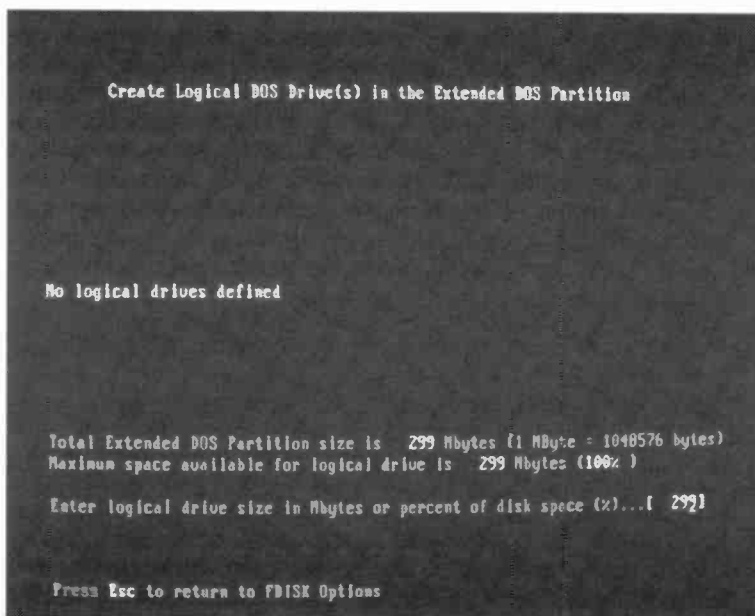 Create Logical DOS Drive(s) in the Extended DOS Partition
No logical drives defined
Total Extended DOS Partition size is 299 Mbytes (1 MByte = 1048576 bytes)
Maximum space available for logical drive is 299 Mbytes (100% )
Enter logical drive size in Mbytes or percent of disk space (%)...[ 299]
Press Esc to return to FDISK Options